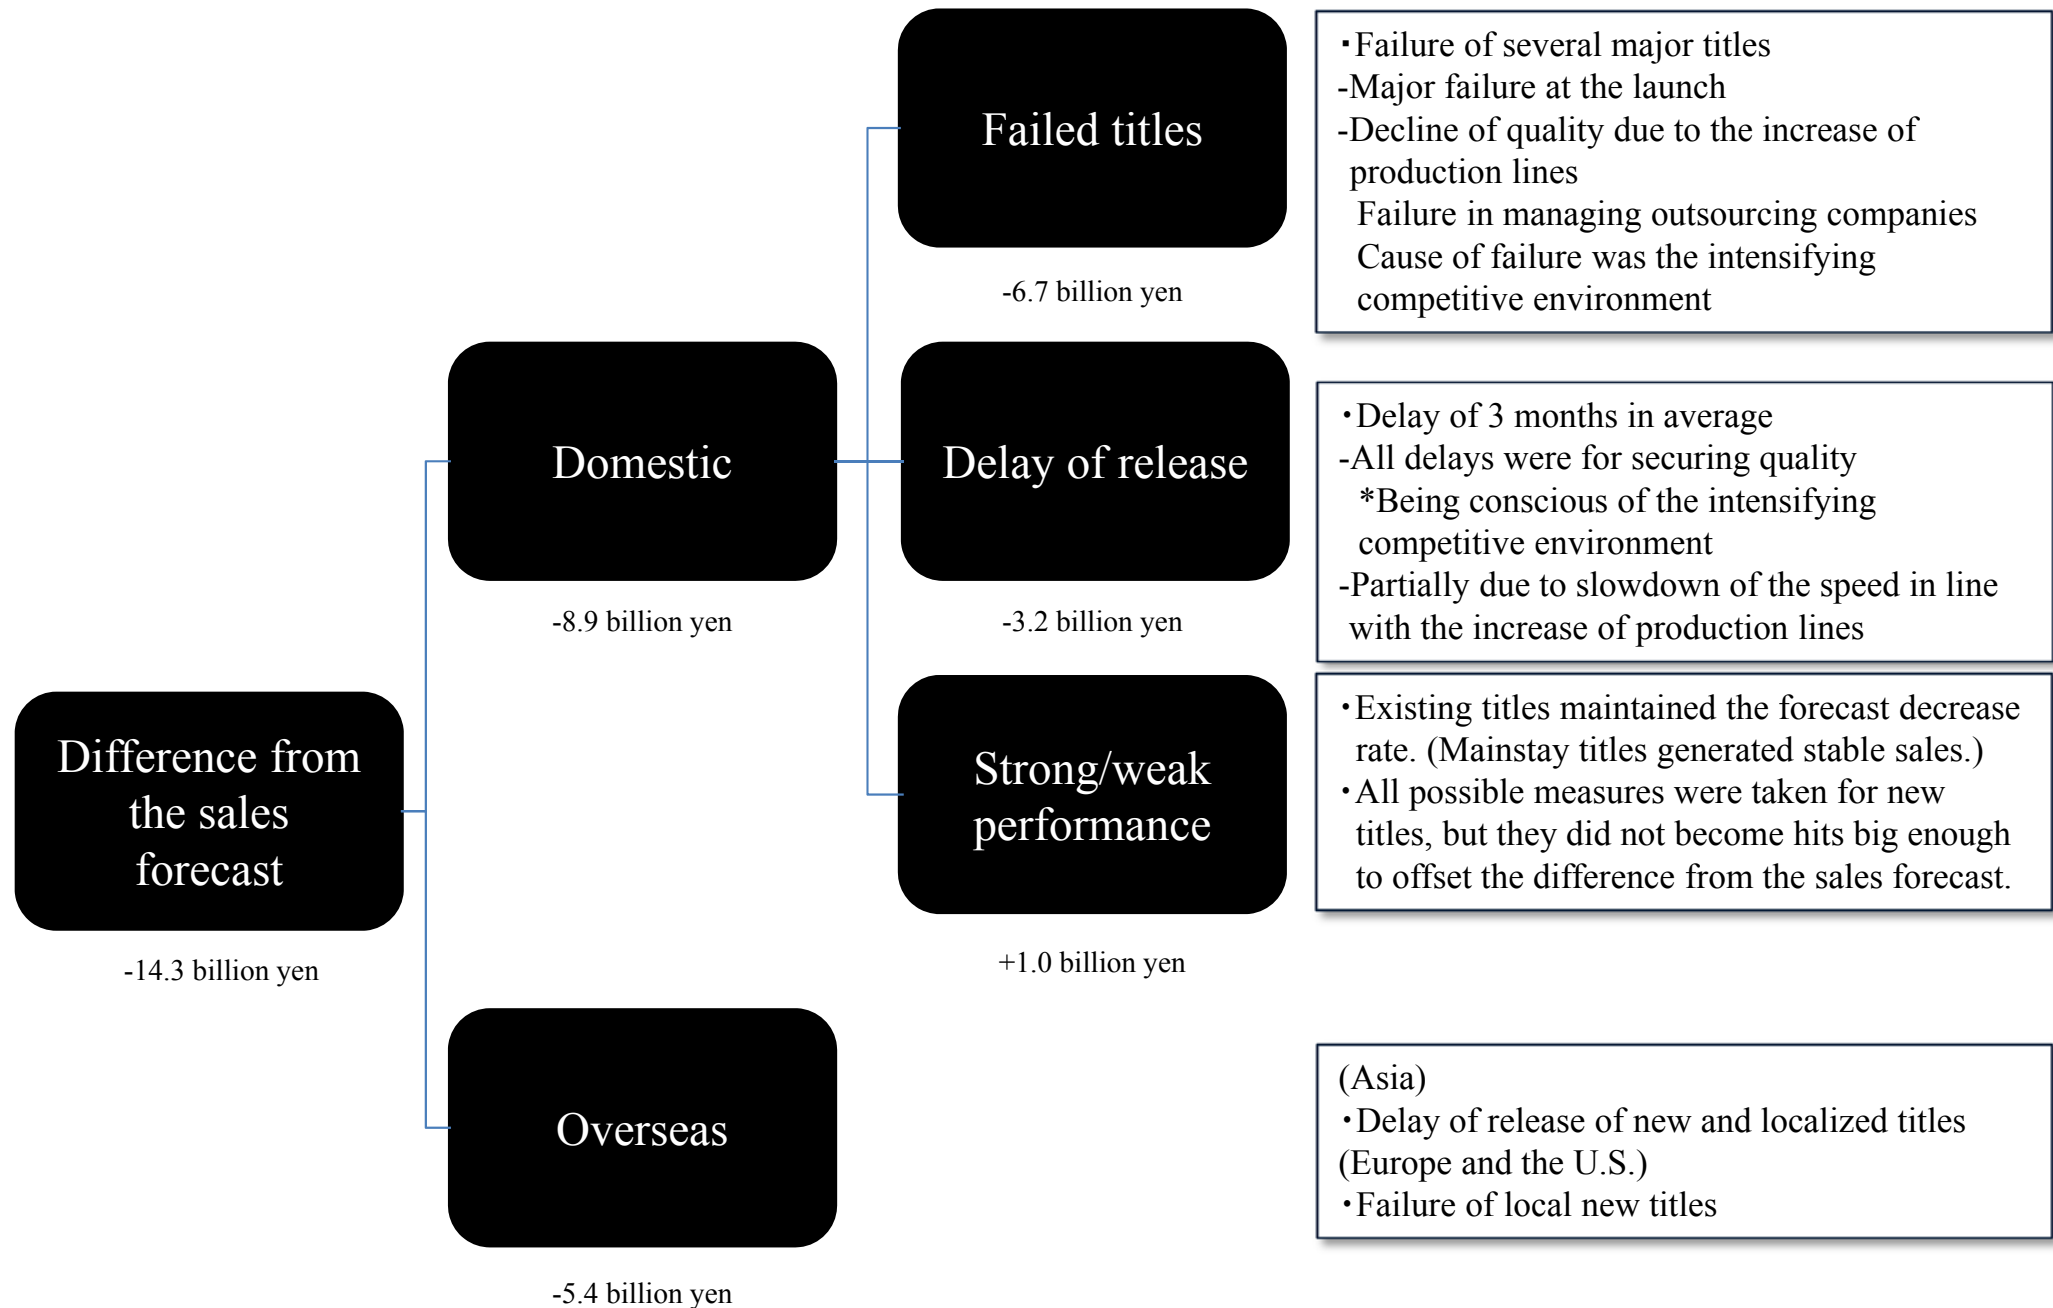 Failed titles
-6.7 billion yen
▪Failure of several major titles
-Major failure at the launch
-Decline of quality due to the increase of
production lines
Failure in managing outsourcing companies
Cause of failure was the intensifying
competitive environment
Domestic
-8.9 billion yen
Delay of release
-3.2 billion yen
・Delay of 3 months in average
-All delays were for securing quality
*Being conscious of the intensifying
competitive environment
-Partially due to slowdown of the speed in line
with the increase of production lines
Difference from
the sales
forecast
-14.3 billion yen
Strong/weak
performance
+1.0 billion yen
・Existing titles maintained the forecast decrease
rate. (Mainstay titles generated stable sales.)
・All possible measures were taken for new
titles, but they did not become hits big enough
to offset the difference from the sales forecast.
Overseas
-5.4 billion yen
(Asia)
・Delay of release of new and localized titles
(Europe and the U.S.)
・Failure of local new titles